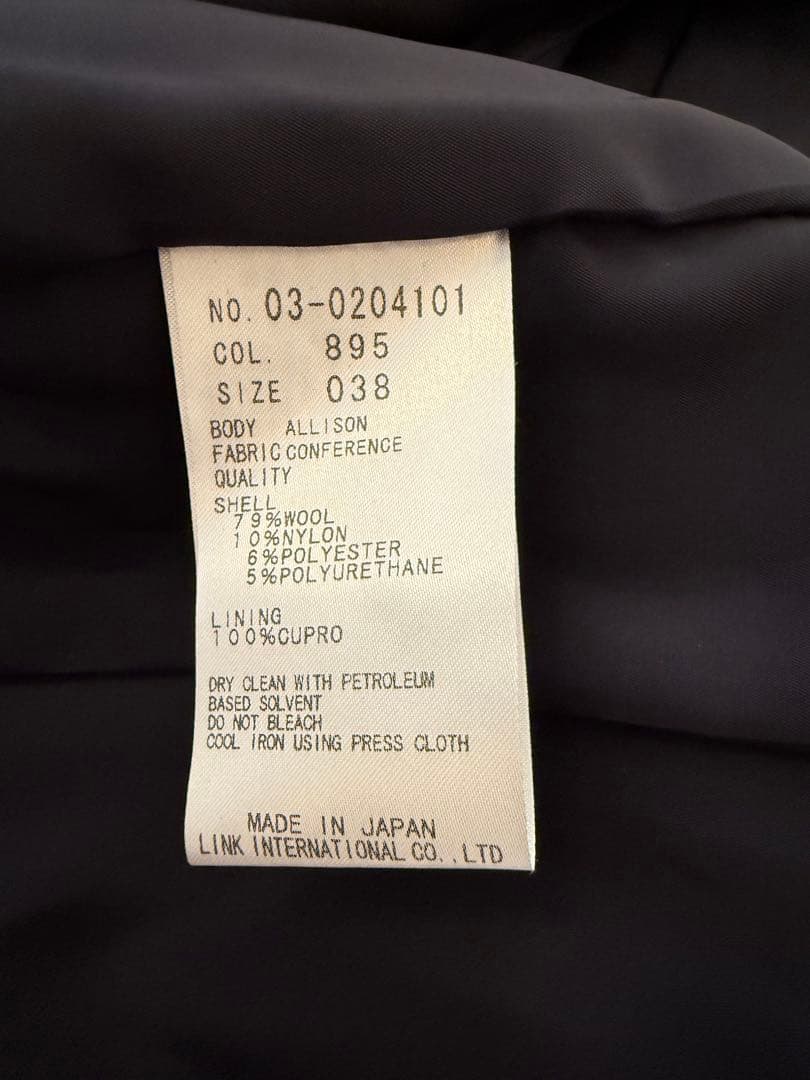 NO. 03-0204101
COL. 895
SIZE 038
BODY ALLISON
FABRIC CONFERENCE
QUALITY
SHELL
79%WOOL
10%NYLON
6%POLYESTER
5%POLYURETHANE
LINING
100%CUPRO
DRY CLEAN WITH PETROLEUM
BASED SOLVENT
DO NOT BLEACH
COOL IRON USING PRESS CLOTH
MADE IN JAPAN
LINK INTERNATIONAL CO.,LTD